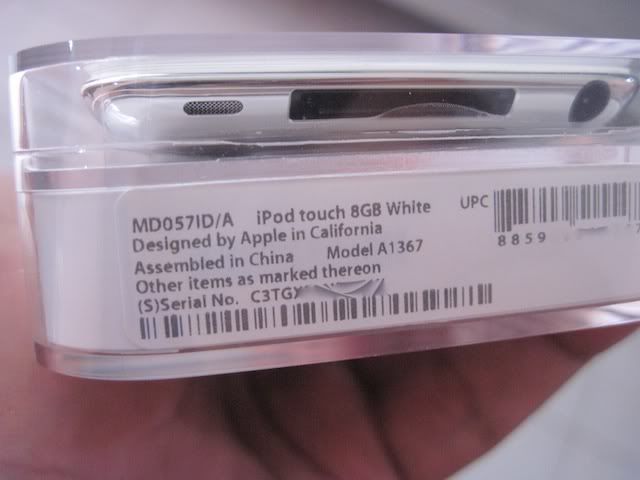 MD057ID/A iPod touch 8GB White
Designed by Apple in California
Assembled in China Model A1367
Other items as marked thereon
(S)Serial No. C3TGX
UPC
8859